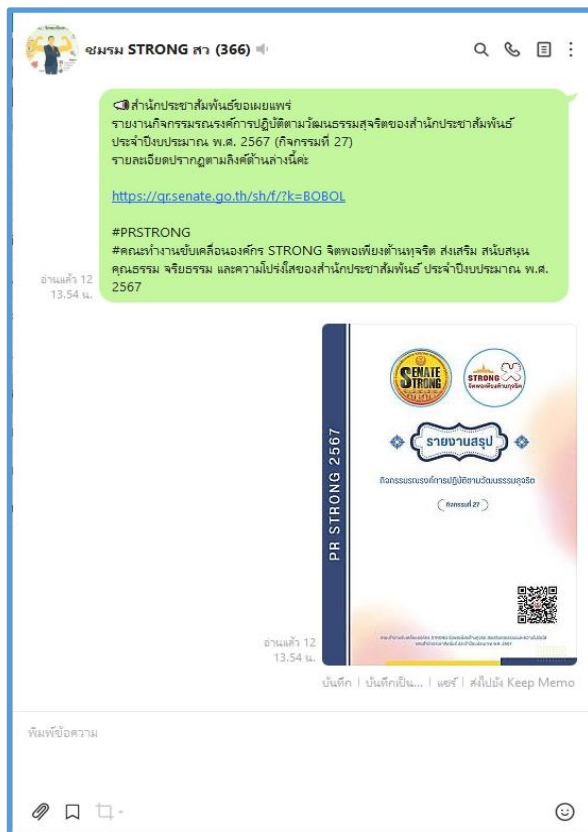 ชมรม STRONG สว (366)
สำนักประชาสัมพันธ์ขอเผยแพร่
รายงานกิจกรรมรณรงค์การปฏิบัติตามวัฒนธรรมสุจริตของสำนักประชาสัมพันธ์
ประจำปีงบประมาณ พ.ศ. 2567 (กิจกรรมที่ 27)
รายละเอียดปรากฏตามลิงค์ด้านล่างนี้ค่ะ
https://qr.senate.go.th/sh/f/?k=BOBOL
#PRSTRONG
#คณะทำงานขับเคลื่อนองค์กร STRONG จิตพอเพียงต้านทุจริต ส่งเสริม สนับสนุน
คุณธรรม จริยธรรม และความโปร่งใสของสำนักประชาสัมพันธ์ ประจำปีงบประมาณ พ.ศ.
2567
อ่านแล้ว 12
13.54 น.
SENATE
STRONG
STRONG
จิตพอเพียงต้านทุจริต
รายงานสรุป
กิจกรรมรณรงค์การปฏิบัติตามวัฒนธรรมสุจริต
(กิจกรรมที่ 27)
PR STRONG 2567
อ่านแล้ว 12
13.54 น.
บันทึก | บันทึกเป็น... | แชร์ | ส่งไปยัง Keep Memo
พิมพ์ข้อความ